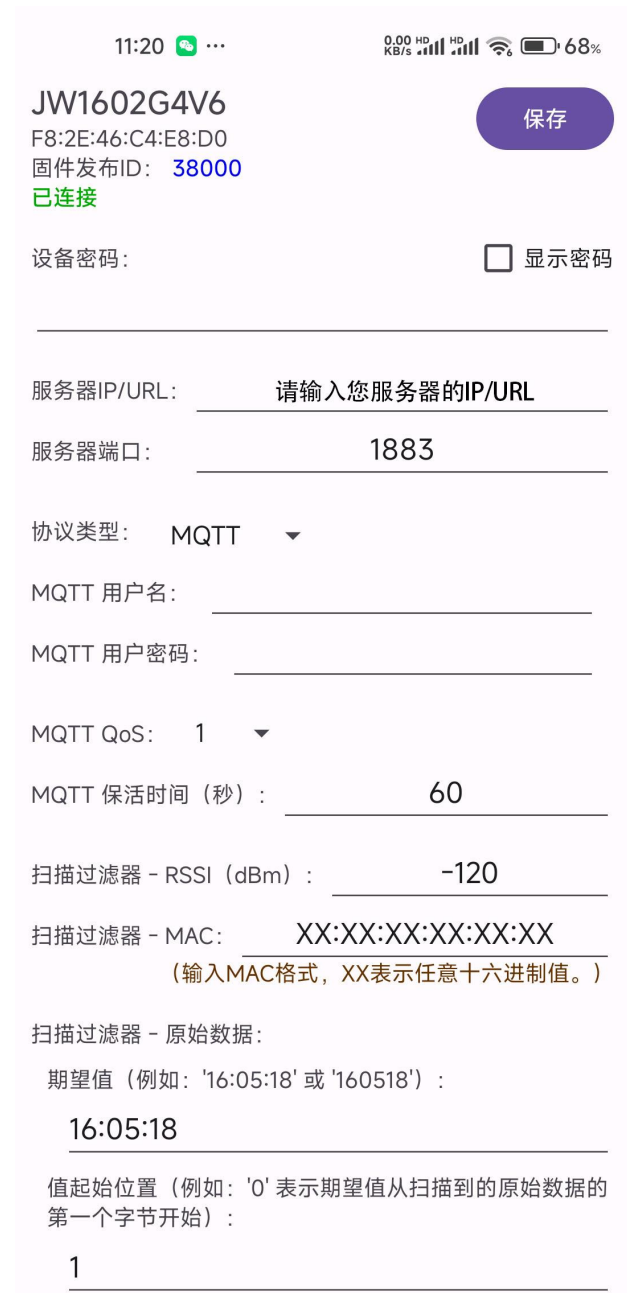 11:20 ···
0.00 KB/s HD HD 6 68%
JW1602G4V6
保存
F8:2E:46:C4:E8:D0
固件发布ID: 38000
已连接
设备密码:
显示密码
服务器IP/URL: 请输入您服务器的IP/URL
服务器端口: 1883
协议类型: MQTT
MQTT 用户名:
MQTT 用户密码:
MQTT QoS: 1
MQTT 保活时间（秒）: 60
扫描过滤器 - RSSI（dBm）: -120
扫描过滤器 - MAC: XX:XX:XX:XX:XX:XX
（输入MAC格式，XX表示任意十六进制值。）
扫描过滤器 - 原始数据:
期望值（例如: '16:05:18' 或 '160518'）:
16:05:18
值起始位置（例如: '0' 表示期望值从扫描到的原始数据的
第一个字节开始）:
1